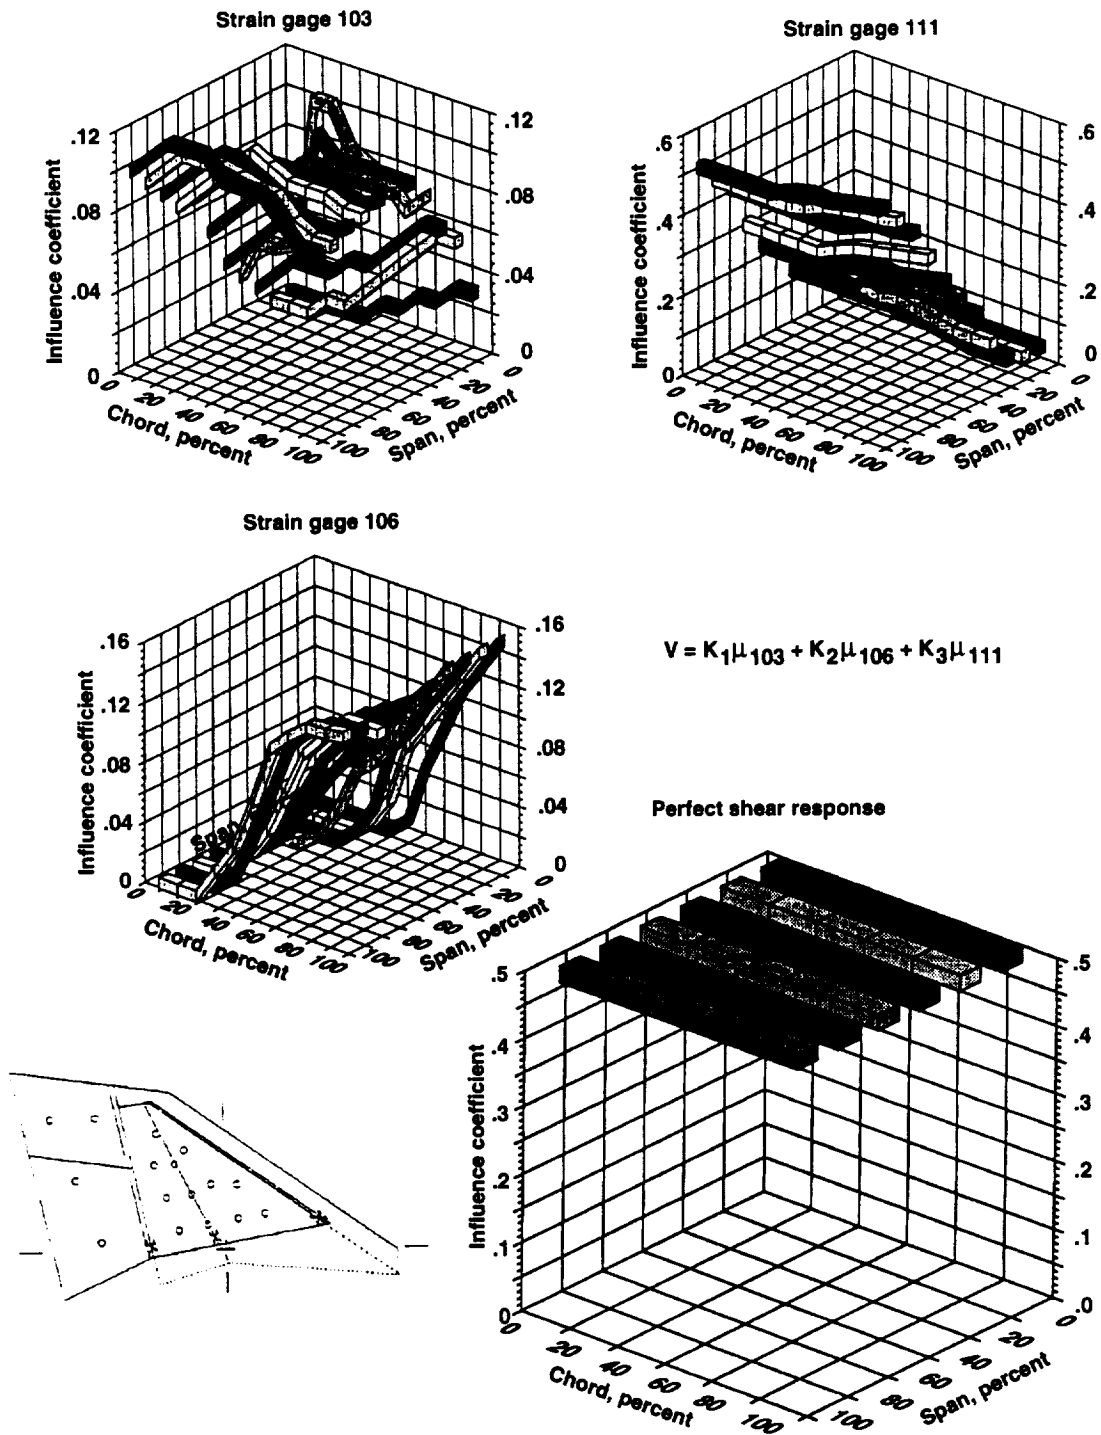 Strain gage 103
.12
.08
.04
0
.12
.08
.04
0
Influence coefficient
0 20 40 60 80 100
100 80 60 40 20 0
Chord, percent
Span, percent
Strain gage 111
.6
.4
.2
0
.6
.4
.2
0
Influence coefficient
0 20 40 60 80 100
100 80 60 40 20 0
Chord, percent
Span, percent
Strain gage 106
.16
.12
.08
.04
0
.16
.12
.08
.04
0
Influence coefficient
Span
0 20 40 60 80 100
100 80 60 40 20 0
Chord, percent
Span, percent
V = K1μ103 + K2μ106 + K3μ111
Perfect shear response
.5
.4
.3
.2
.1
0
.5
.4
.3
.2
.1
.0
Influence coefficient
0 20 40 60 80 100
100 80 60 40 20 0
Chord, percent
Span, percent